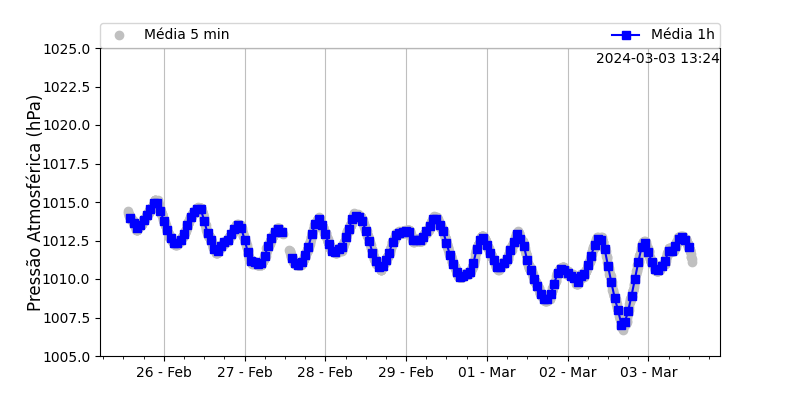 Média 5 min
Média 1h
2024-03-03 13:24
Pressão Atmosférica (hPa)
1025.0
1022.5
1020.0
1017.5
1015.0
1012.5
1010.0
1007.5
1005.0
26 - Feb
27 - Feb
28 - Feb
29 - Feb
01 - Mar
02 - Mar
03 - Mar